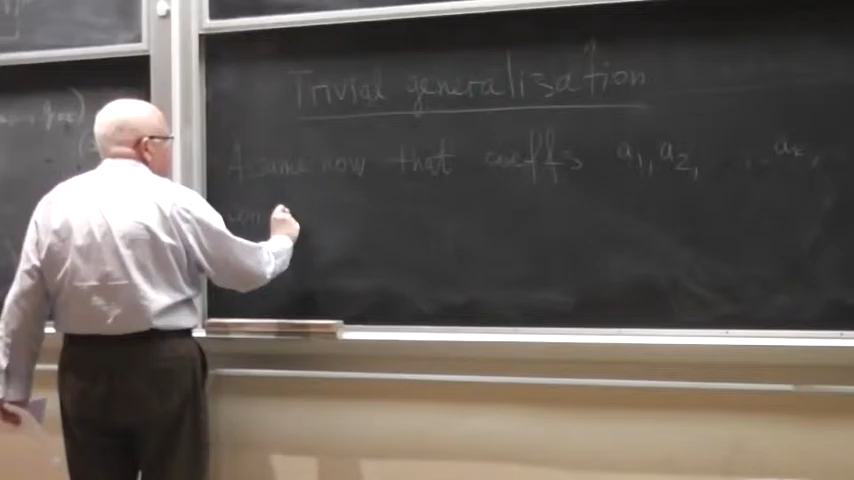 Trivial generalisation
Assume now that coeffs a₁, a₂, ... aₖ,